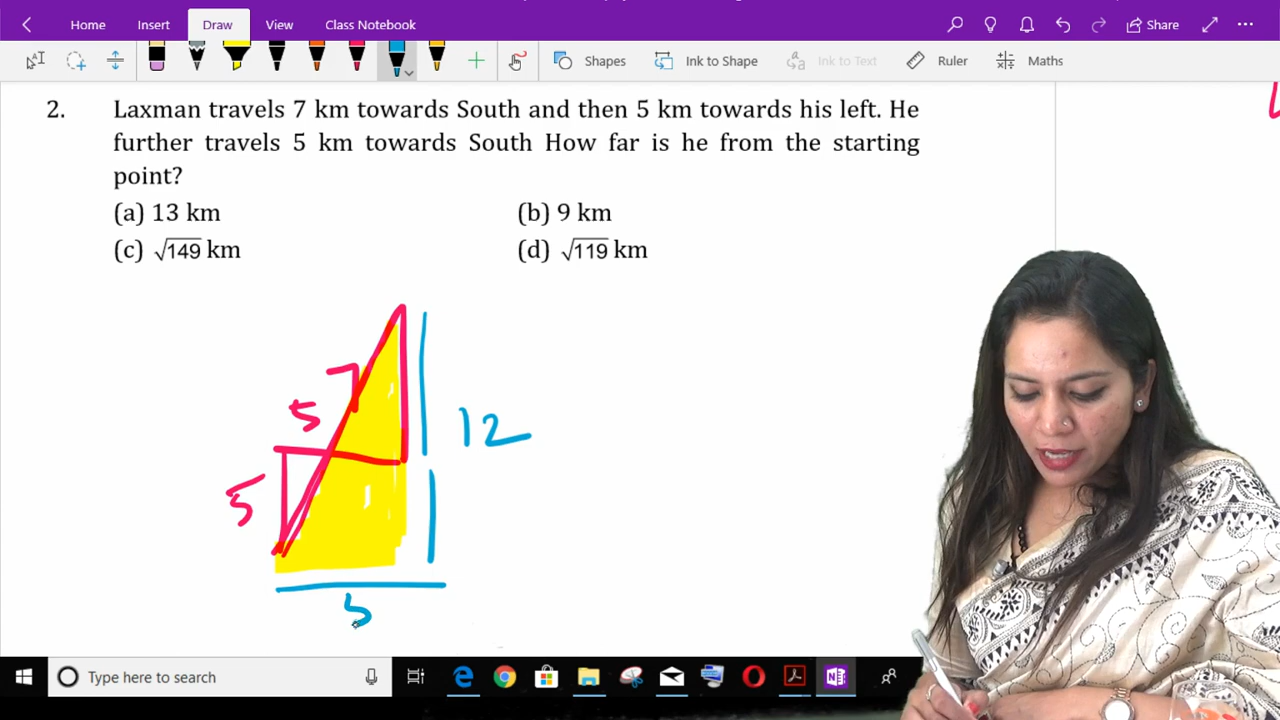 Home Insert Draw View Class Notebook Share
Shapes Ink to Shape Ink to Text Ruler Maths
2. Laxman travels 7 km towards South and then 5 km towards his left. He
further travels 5 km towards South How far is he from the starting
point?
(a) 13 km (b) 9 km
(c) √149 km (d) √119 km
7
5
12
5
5
Type here to search